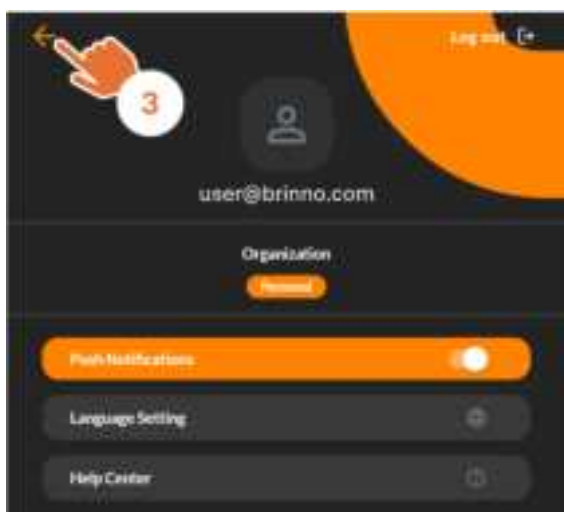 Log out
3
user@brinno.com
Organization
Personal
Push Notifications
Language Setting
Help Center